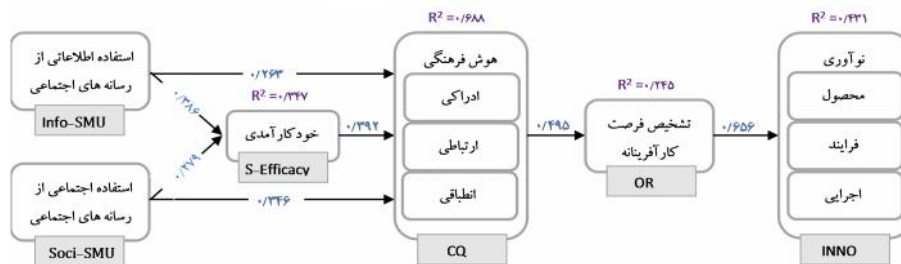 R² =۰/۶۸۸
R² =۰/۴۳۱
استفاده اطلاعاتی از
رسانه های اجتماعی
Info-SMU
۰/۲۶۳
۰/۳۸۶
R² =۰/۳۴۷
خودکارآمدی
S-Efficacy
۰/۳۹۲
۰/۲۷۹
استفاده اجتماعی از
رسانه های اجتماعی
Soci-SMU
۰/۳۴۶
هوش فرهنگی
ادراکی
ارتباطی
انطباقی
CQ
۰/۴۹۵
R² =۰/۲۴۵
تشخیص فرصت
کارآفرینانه
OR
۰/۶۵۶
نوآوری
محصول
فرایند
اجرایی
INNO